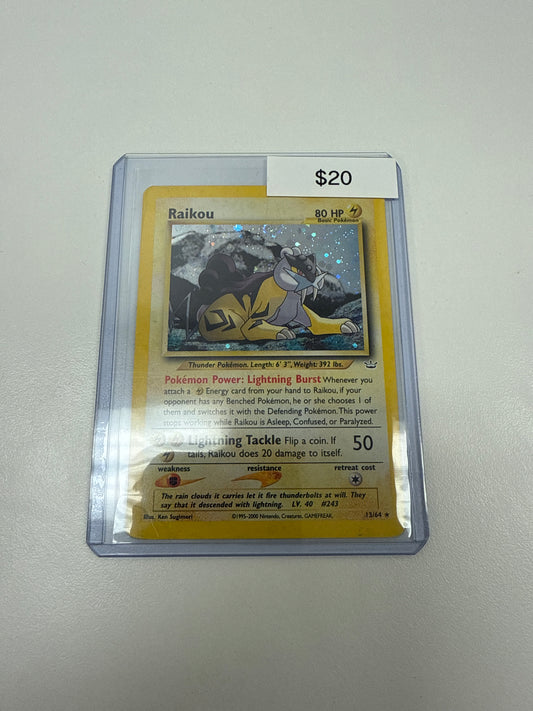 $20
Raikou
80 HP
Basic Pokémon
Thunder Pokémon. Length: 6' 3", Weight: 392 lbs.
Pokémon Power: Lightning Burst Whenever you
attach a Energy card from your hand to Raikou, if your
opponent has any Benched Pokémon, he or she chooses 1 of
them and switches it with the Defending Pokémon. This power
stops working while Raikou is Asleep, Confused, or Paralyzed.
Lightning Tackle Flip a coin. If
tails, Raikou does 20 damage to itself.
50
weakness resistance retreat cost
The rain clouds it carries let it fire thunderbolts at will. They
say that it descended with lightning. LV. 40 #243
Illus. Ken Sugimori ©1995-2000 Nintendo, Creatures, GAMEFREAK. 13/64